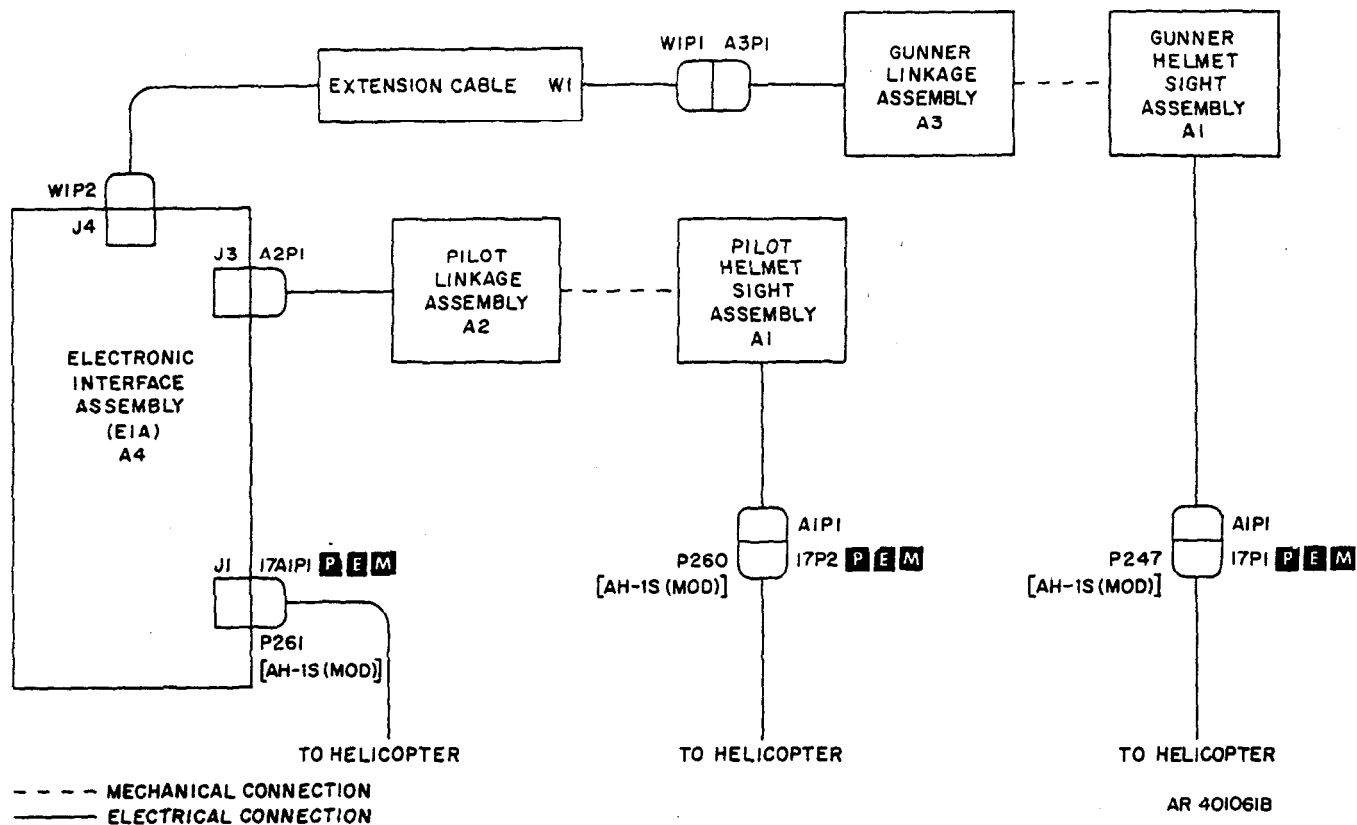 W1P1 A3P1
EXTENSION CABLE W1
GUNNER
LINKAGE
ASSEMBLY
A3
GUNNER
HELMET
SIGHT
ASSEMBLY
A1
W1P2
J4
J3 A2P1
PILOT
LINKAGE
ASSEMBLY
A2
PILOT
HELMET
SIGHT
ASSEMBLY
A1
ELECTRONIC
INTERFACE
ASSEMBLY
(EIA)
A4
J1 17A1P1 P E M
P261
[AH-1S (MOD)]
A1P1
P260 17P2 P E M
[AH-1S (MOD)]
A1P1
P247 17P1 P E M
[AH-1S (MOD)]
TO HELICOPTER
TO HELICOPTER
TO HELICOPTER
MECHANICAL CONNECTION
ELECTRICAL CONNECTION
AR 401061B